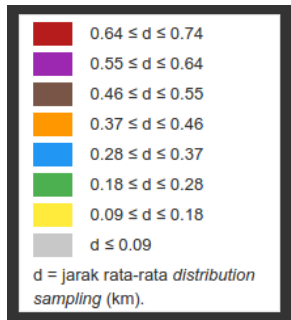 0.64 ≤ d ≤ 0.74
0.55 ≤ d ≤ 0.64
0.46 ≤ d ≤ 0.55
0.37 ≤ d ≤ 0.46
0.28 ≤ d ≤ 0.37
0.18 ≤ d ≤ 0.28
0.09 ≤ d ≤ 0.18
d ≤ 0.09
d = jarak rata-rata distribution
sampling (km).